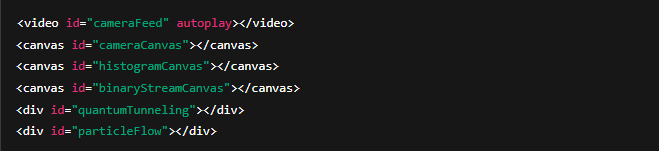 <video id="cameraFeed" autoplay></video>
<canvas id="cameraCanvas"></canvas>
<canvas id="histogramCanvas"></canvas>
<canvas id="binaryStreamCanvas"></canvas>
<div id="quantumTunneling"></div>
<div id="particleFlow"></div>